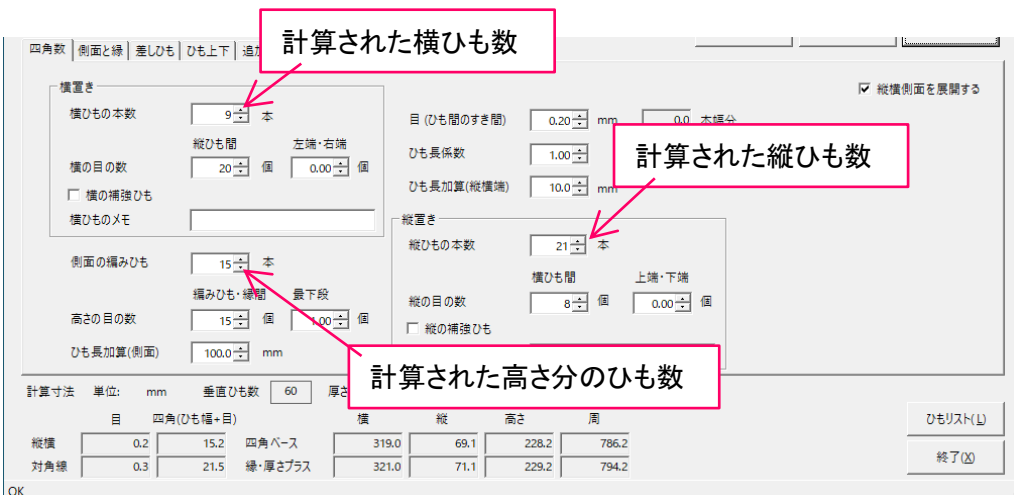 計算された横ひも数
四角数 側面と縁 差しひも ひも上下 追加
横置き
横ひもの本数 9 本
縦ひも間 左端・右端
横の目の数 20 個 0.00 個
横の補強ひも
横ひものメモ
側面の編みひも 15 本
編みひも・縁間 最下段
高さの目の数 15 個 1.00 個
ひも長加算(側面) 100.0 mm
縦横側面を展開する
目 (ひも間のすき間) 0.20 mm 0.0 本幅分
ひも長係数 1.00
ひも長加算(縦横端) 10.0 mm
計算された縦ひも数
縦置き
縦ひもの本数 21 本
横ひも間 上端・下端
縦の目の数 8 個 0.00 個
縦の補強ひも
計算された高さ分のひも数
計算寸法 単位: mm 垂直ひも数 60 厚さ
目 四角(ひも幅+目) 横 縦 高さ 周
縦横 0.2 15.2 四角ベース 319.0 69.1 228.2 786.2
対角線 0.3 21.5 縁・厚さプラス 321.0 71.1 229.2 794.2
ひもリスト(L)
終了(X)
OK